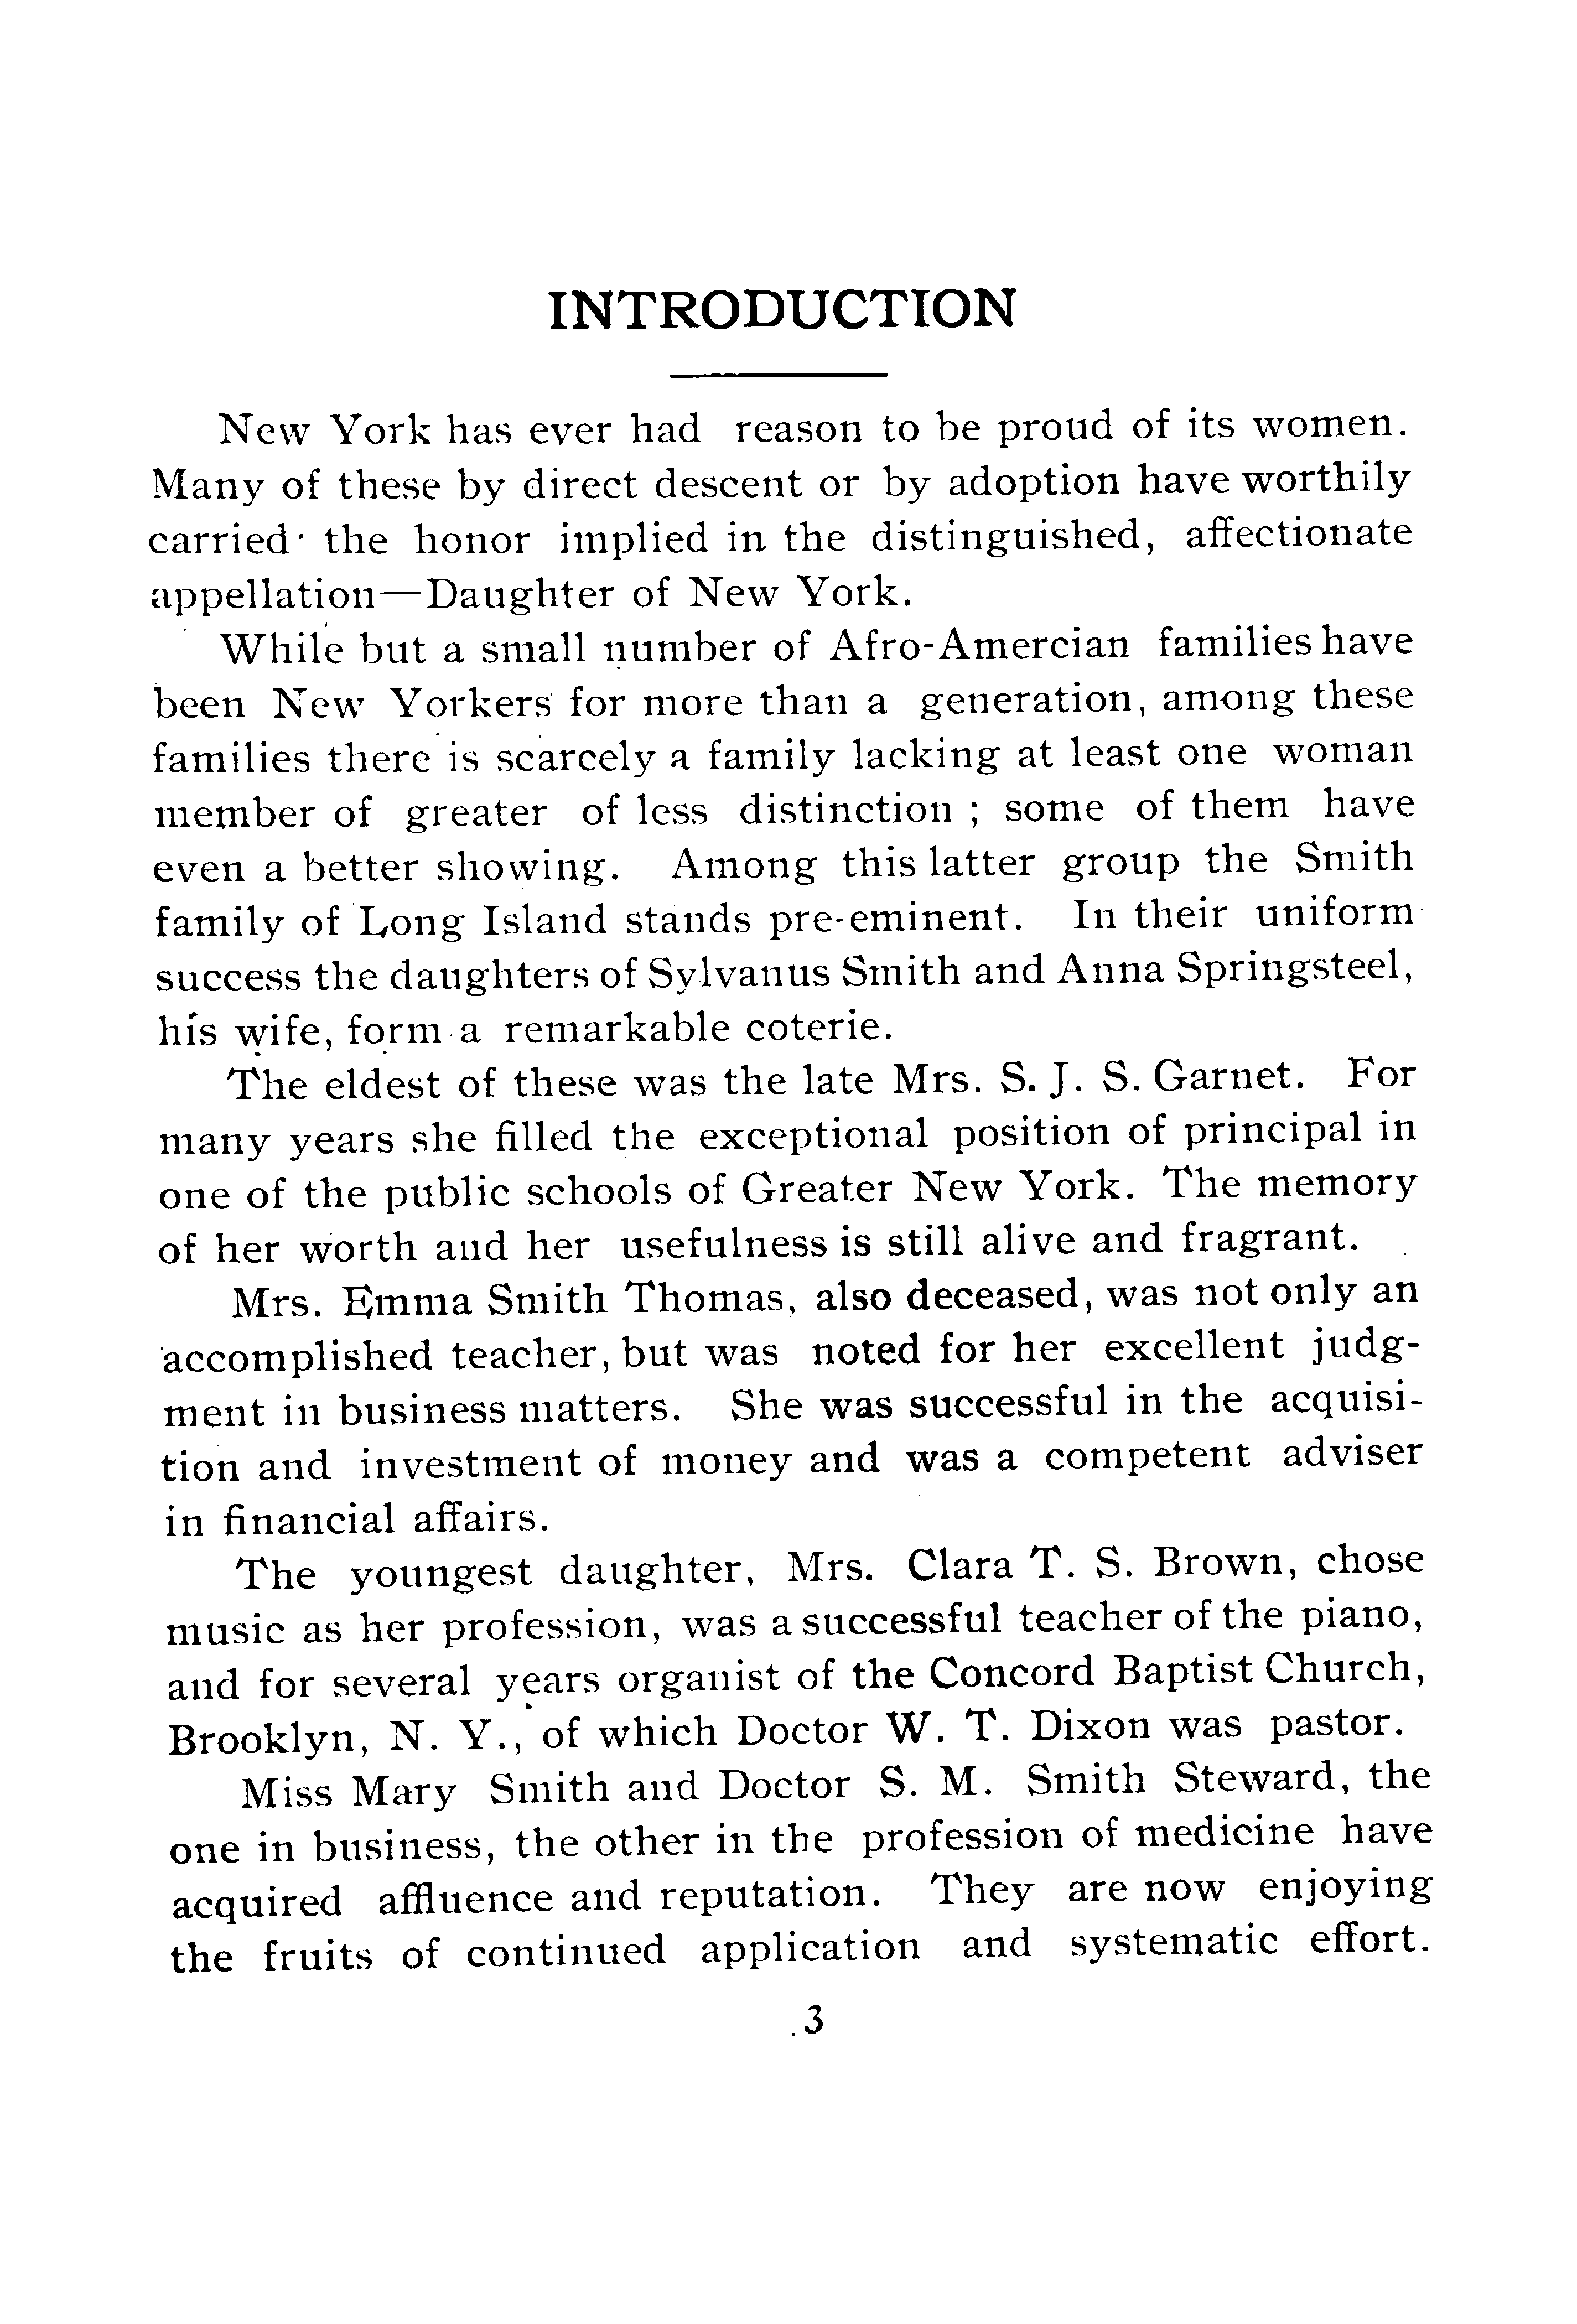 INTRODUCTION
New York has ever had reason to be proud of its women.
Many of these by direct descent or by adoption have worthily
carried the honor implied in the distinguished, affectionate
appellation—Daughter of New York.
While but a small number of Afro-Amercian families have
been New Yorkers for more than a generation, among these
families there is scarcely a family lacking at least one woman
member of greater of less distinction ; some of them have
even a better showing. Among this latter group the Smith
family of Long Island stands pre-eminent. In their uniform
success the daughters of Sylvanus Smith and Anna Springsteel,
his wife, form a remarkable coterie.
The eldest of these was the late Mrs. S. J. S. Garnet. For
many years she filled the exceptional position of principal in
one of the public schools of Greater New York. The memory
of her worth and her usefulness is still alive and fragrant.
Mrs. Emma Smith Thomas, also deceased, was not only an
accomplished teacher, but was noted for her excellent judg-
ment in business matters. She was successful in the acquisi-
tion and investment of money and was a competent adviser
in financial affairs.
The youngest daughter, Mrs. Clara T. S. Brown, chose
music as her profession, was a successful teacher of the piano,
and for several years organist of the Concord Baptist Church,
Brooklyn, N. Y., of which Doctor W. T. Dixon was pastor.
Miss Mary Smith and Doctor S. M. Smith Steward, the
one in business, the other in the profession of medicine have
acquired affluence and reputation. They are now enjoying
the fruits of continued application and systematic effort.
3